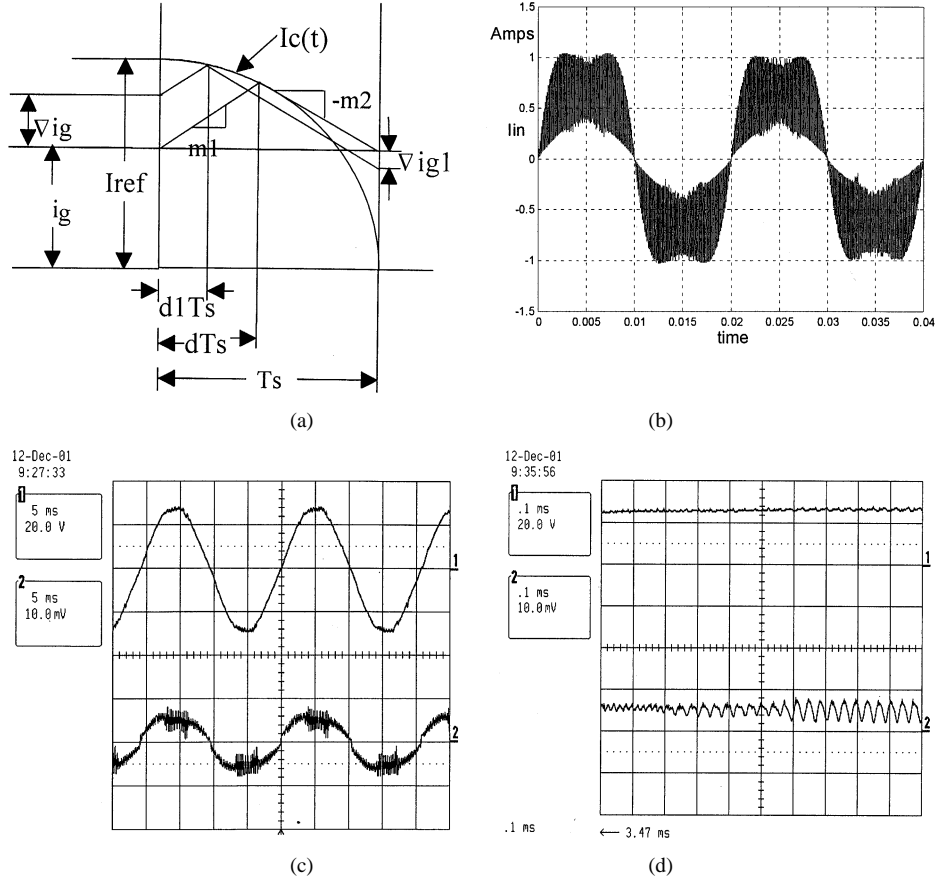 Ic(t)
-m2
∇ig
m1
∇ig1
Iref
ig
d1Ts
dTs
Ts
(a)
1.5
Amps
1
0.5
Iin
0
-0.5
-1
-1.5
0 0.005 0.01 0.015 0.02 0.025 0.03 0.035 0.04
time
(b)
12-Dec-01
9:27:33
1
5 ms
20.0 V
2
5 ms
10.0mV
1
2
(c)
12-Dec-01
9:35:56
1
.1 ms
20.0 V
2
.1 ms
10.0mV
1
2
.1 ms
← 3.47 ms
(d)